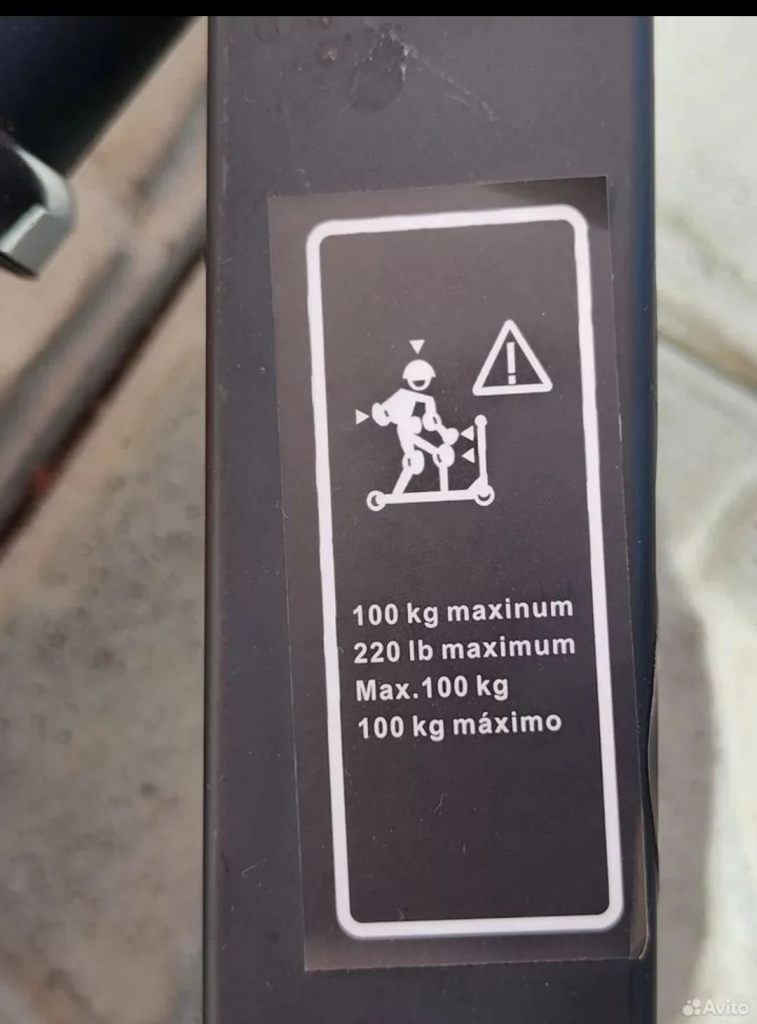 100 kg maxinum
220 lb maximum
Max.100 kg
100 kg máximo
Avito